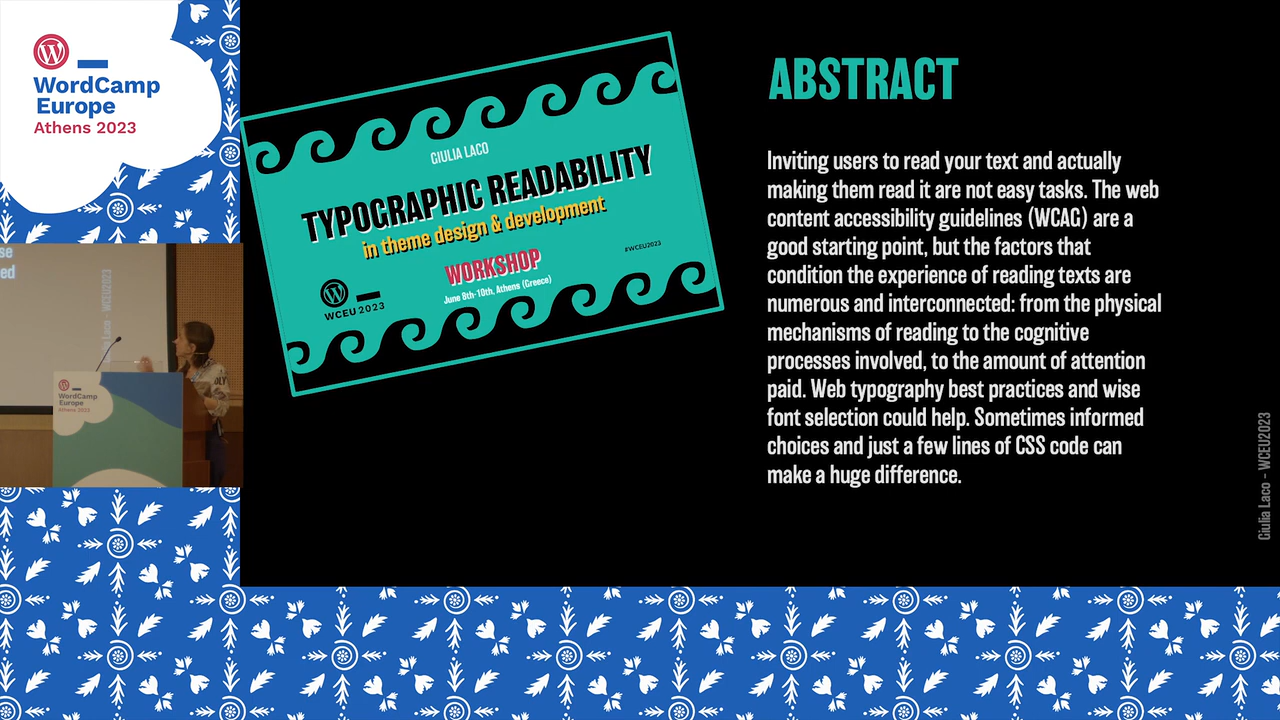 WordCamp
Europe
Athens 2023
se
ed
Giulia Laco - WCEU2023
WordCamp
Europe
Athens 2023
GIULIA LACO
TYPOGRAPHIC READABILITY
in theme design & development
WORKSHOP
June 8th-10th, Athens (Greece)
#WCEU2023
WCEU 2023
ABSTRACT
Inviting users to read your text and actually
making them read it are not easy tasks. The web
content accessibility guidelines (WCAG) are a
good starting point, but the factors that
condition the experience of reading texts are
numerous and interconnected: from the physical
mechanisms of reading to the cognitive
processes involved, to the amount of attention
paid. Web typography best practices and wise
font selection could help. Sometimes informed
choices and just a few lines of CSS code can
make a huge difference.
Giulia Laco - WCEU2023